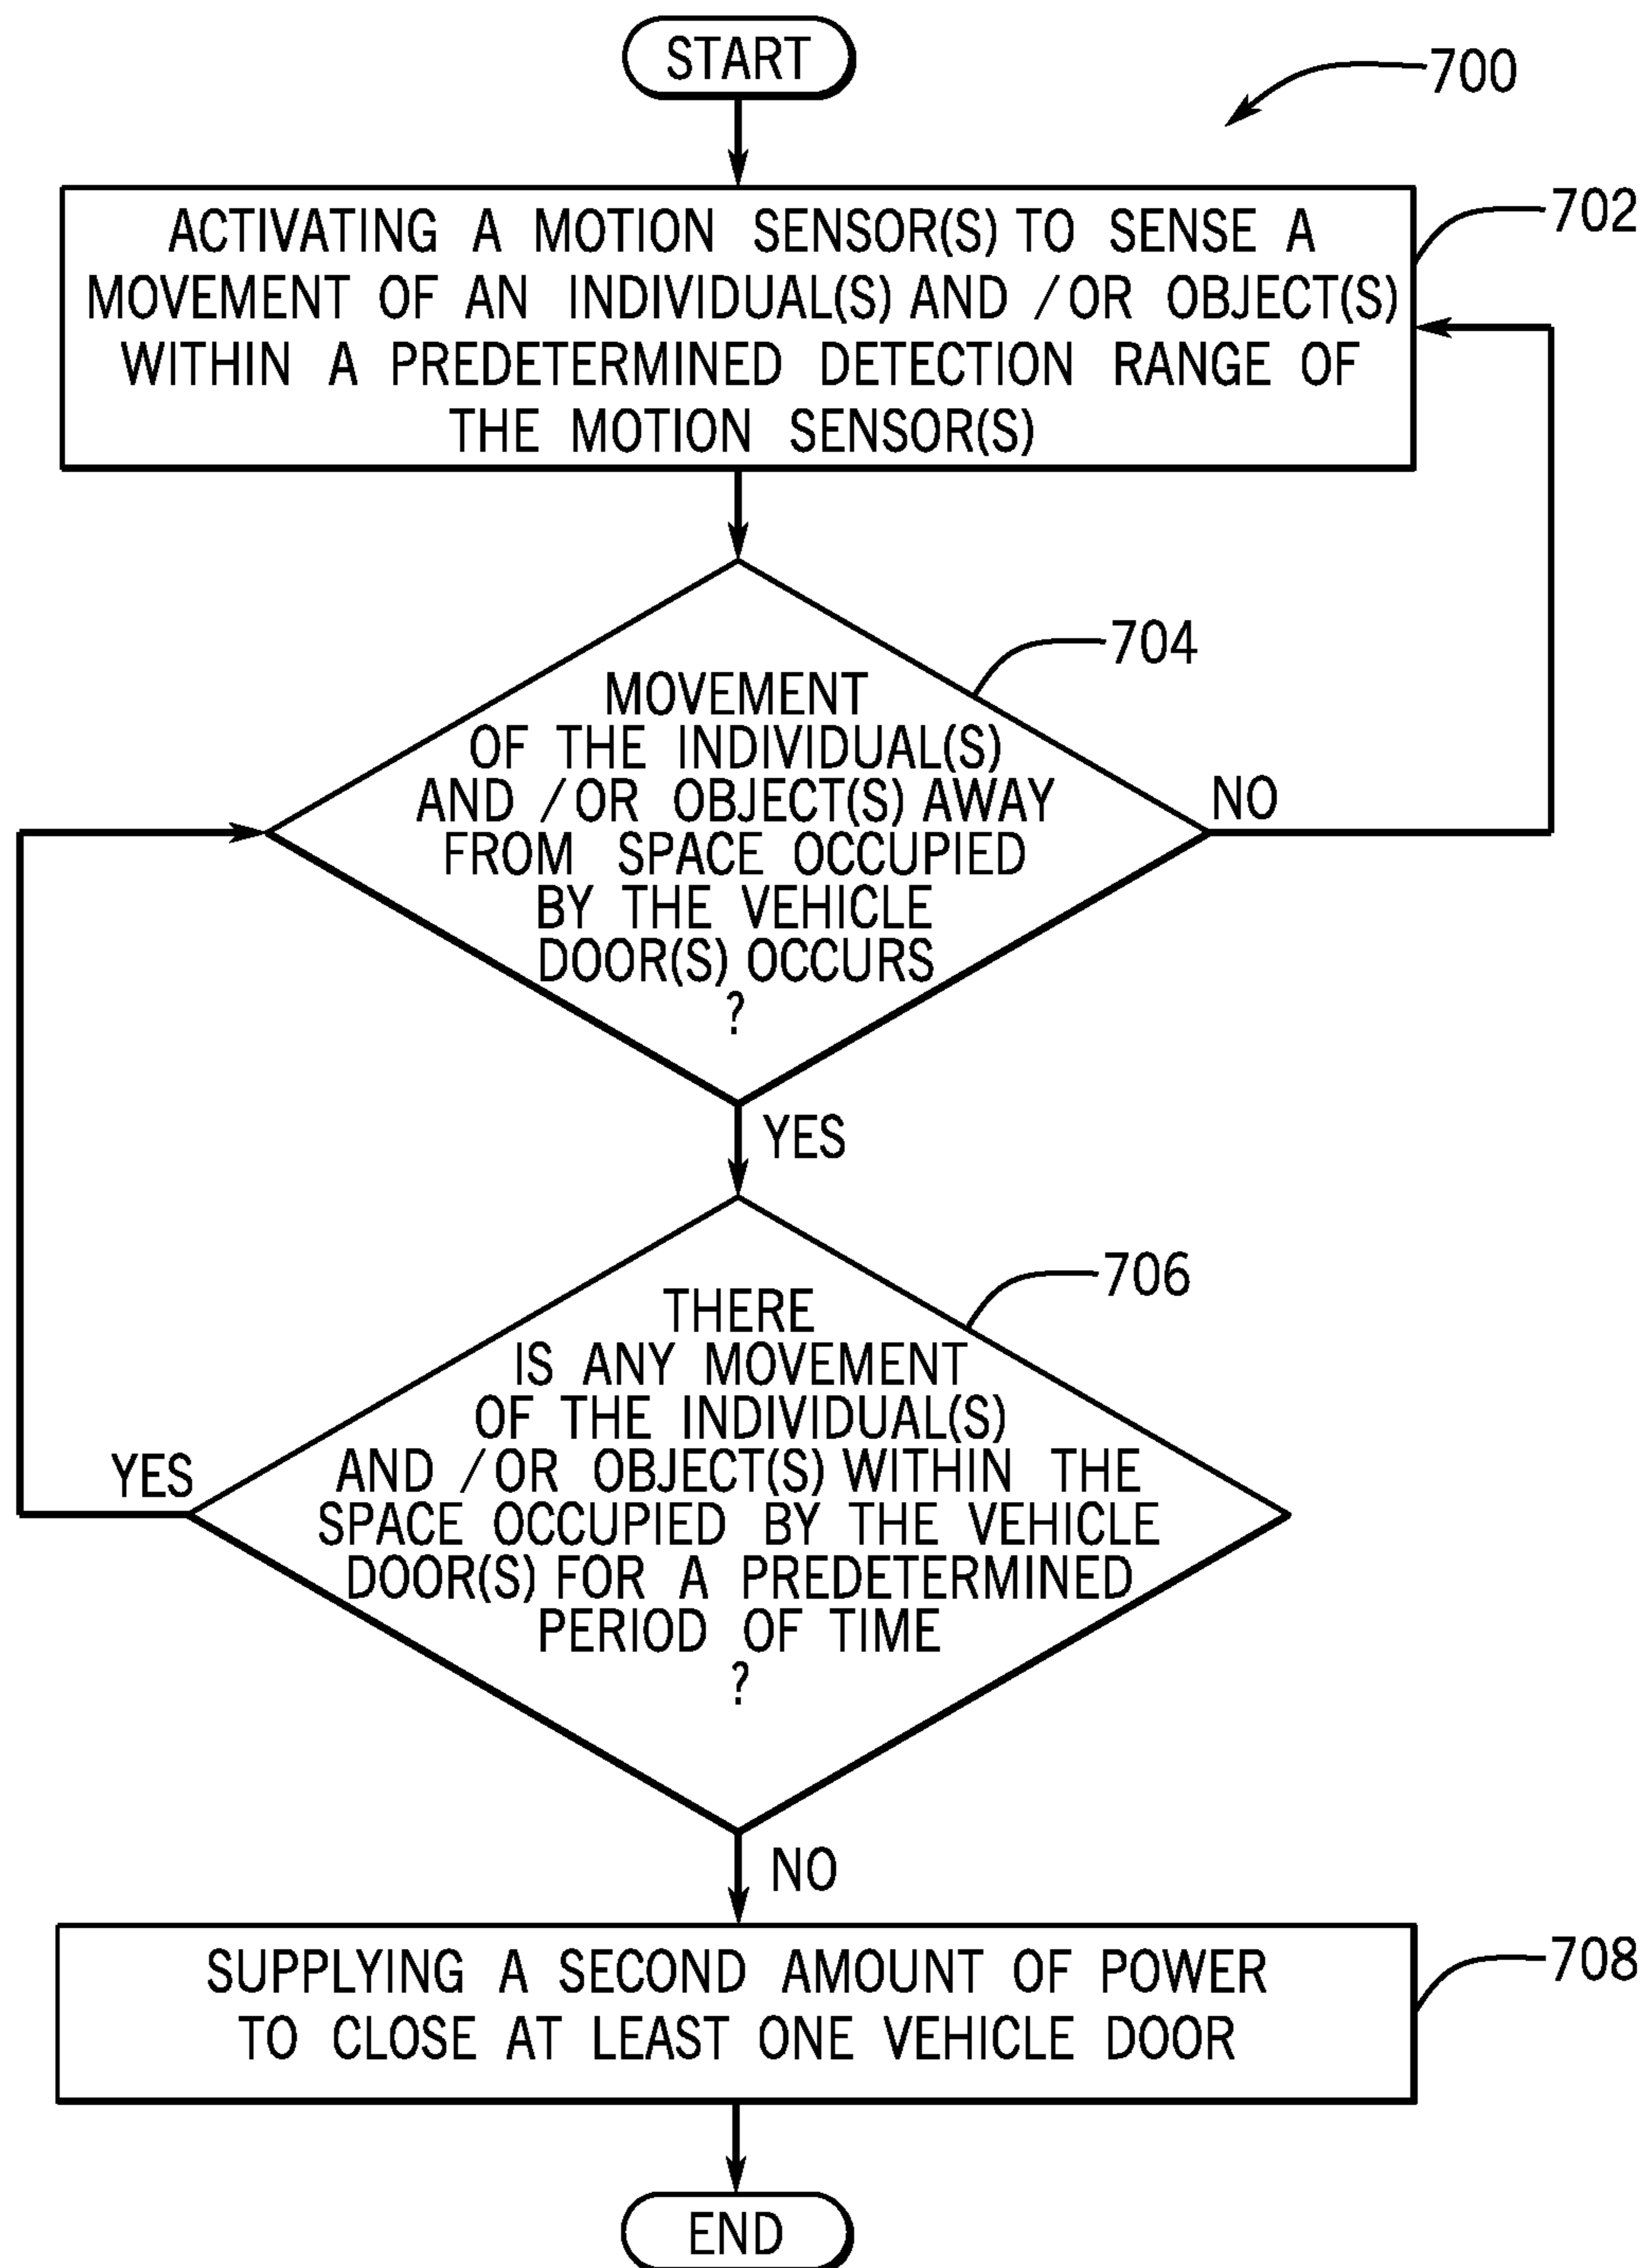 START
700
702
ACTIVATING A MOTION SENSOR(S) TO SENSE A
MOVEMENT OF AN INDIVIDUAL(S) AND /OR OBJECT(S)
WITHIN A PREDETERMINED DETECTION RANGE OF
THE MOTION SENSOR(S)
704
MOVEMENT
OF THE INDIVIDUAL(S)
AND /OR OBJECT(S) AWAY
FROM SPACE OCCUPIED
BY THE VEHICLE
DOOR(S) OCCURS
?
NO
YES
706
THERE
IS ANY MOVEMENT
OF THE INDIVIDUAL(S)
AND /OR OBJECT(S) WITHIN THE
SPACE OCCUPIED BY THE VEHICLE
DOOR(S) FOR A PREDETERMINED
PERIOD OF TIME
?
YES
NO
708
SUPPLYING A SECOND AMOUNT OF POWER
TO CLOSE AT LEAST ONE VEHICLE DOOR
END